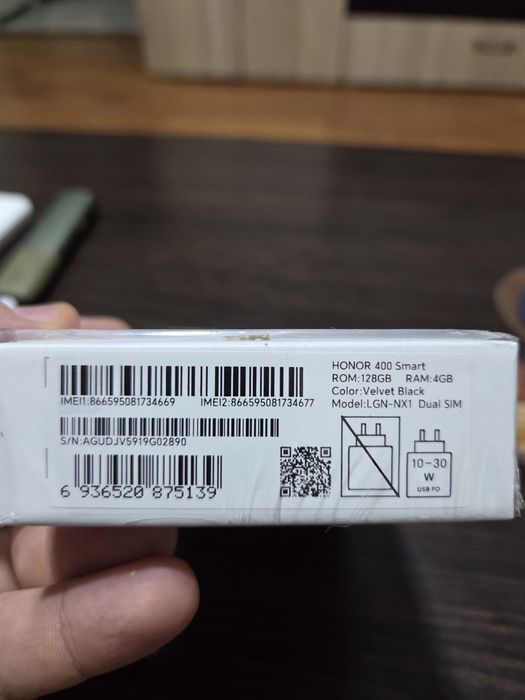 HONOR 400 Smart
ROM:128GB RAM:4GB
Color:Velvet Black
Model:LGN-NX1 Dual SIM
IMEI1:866595081734669 IMEI2:866595081734677
S/N:AGUDJV5919G02890
6 936520 875139
10-30
W
USB PD